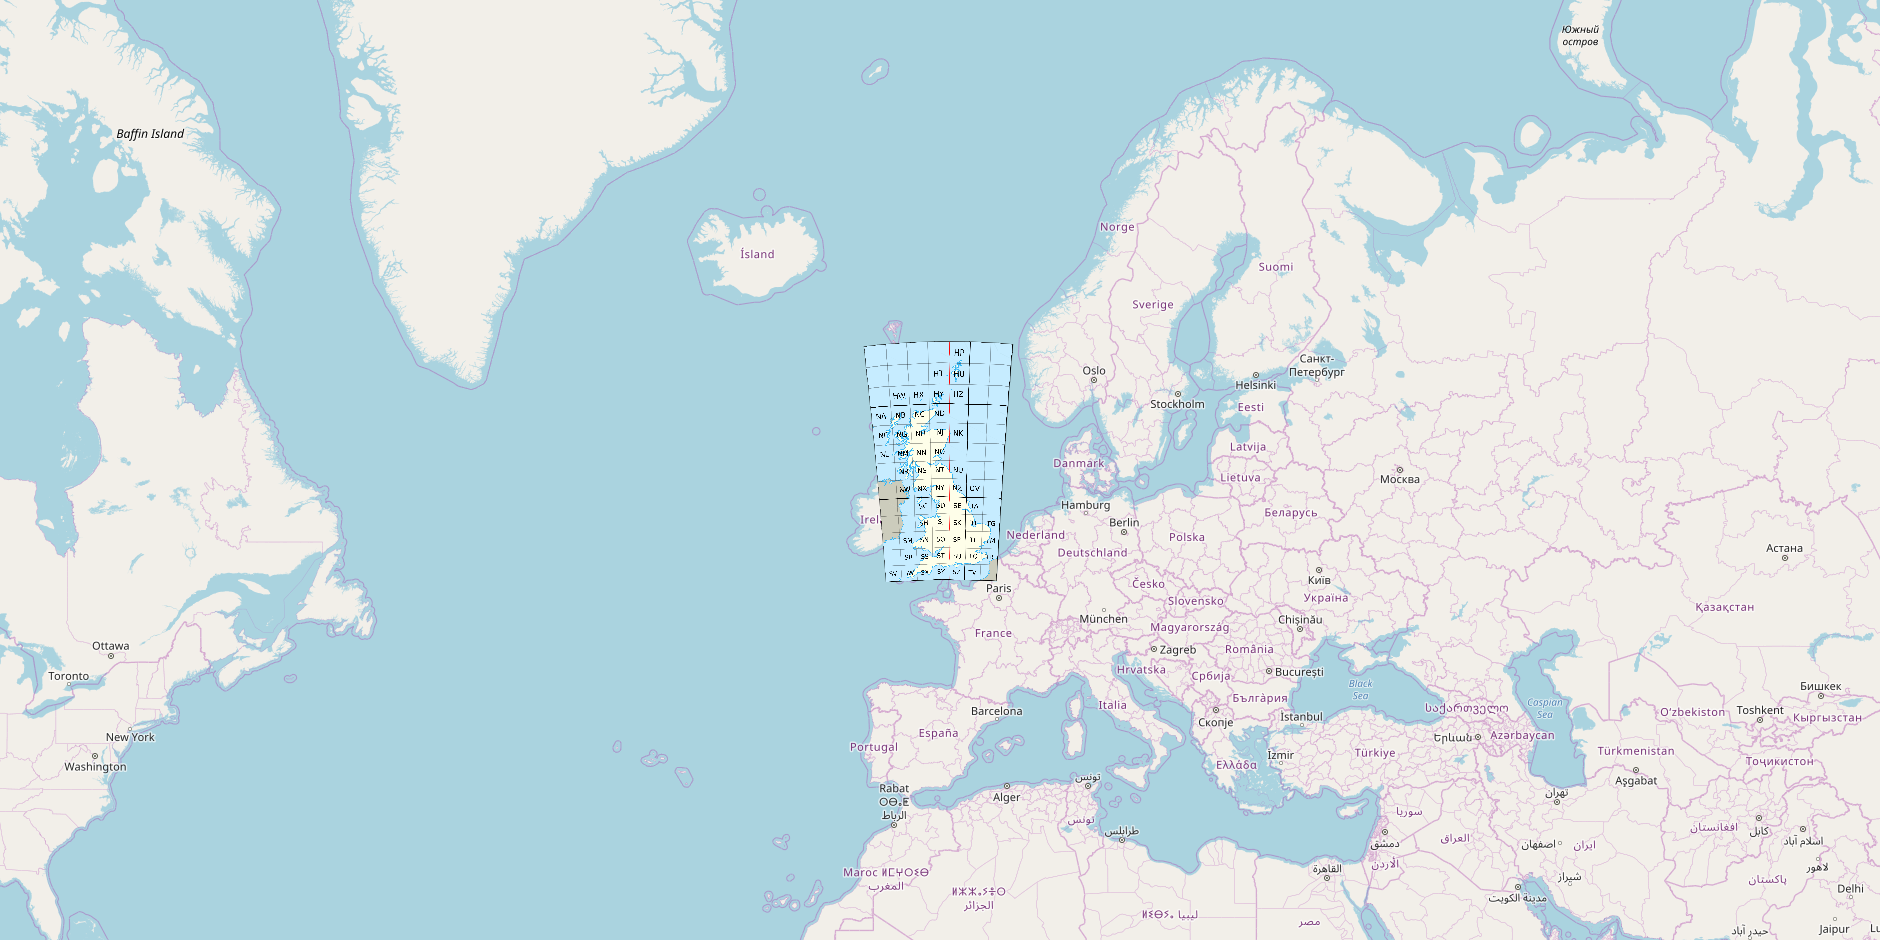 Южный
остров
Baffin Island
Norge
Ísland
Suomi
Sverige
HP
HT
HU
Санкт-
Петербург
Oslo
Helsinki
HW
HX
HY
HZ
Stockholm
Eesti
NA
NB
NC
ND
NF
NG
NH
NJ
NK
Latvija
NL
NM
NN
NO
Danmark
Москва
NR
NS
NT
NU
Lietuva
NW
NX
NY
NZ
OV
Hamburg
Беларусь
SC
SD
SE
TA
Berlin
Irel
SH
SJ
SK
TF
TG
Nederland
Polska
SM
SN
SO
SP
TL
TM
Deutschland
Астана
SR
SS
ST
SU
TQ
TR
SV
SW
SX
SY
SZ
TV
Česko
Київ
Paris
Slovensko
Україна
Қазақстан
München
Magyarország
Chișinău
France
Ottawa
Zagreb
România
Toronto
Hrvatska
Србија
București
Black
Sea
Бишкек
България
Barcelona
Italia
Caspian
Sea
საქართველო
Oʻzbekiston
Toshkent
Кыргызстан
Скопје
Istanbul
New York
España
Երևան
Azərbaycan
Portugal
İzmir
Türkiye
Türkmenistan
Washington
Ελλάδα
Тоҷикистон
تونس
Aşgabat
Rabat
ⵔⴱⴰⵟ
الرباط
Alger
تهران
تونس
سوريا
افغانستان
طرابلس
کابل
دمشق
العراق
اصفهان
ایران
اسلام آباد
الأردن
القاهرة
لاهور
Maroc ⵍⵎⵖⵔⵉⴱ
المغرب
شیراز
پاکستان
ⵍⵣⵣⴰⵢⴻⵔ
الجزائر
مدينة الكويت
Delhi
ⵍⵉⴱⵢⴰ ليبيا
مصر
حیدر آباد
Jaipur